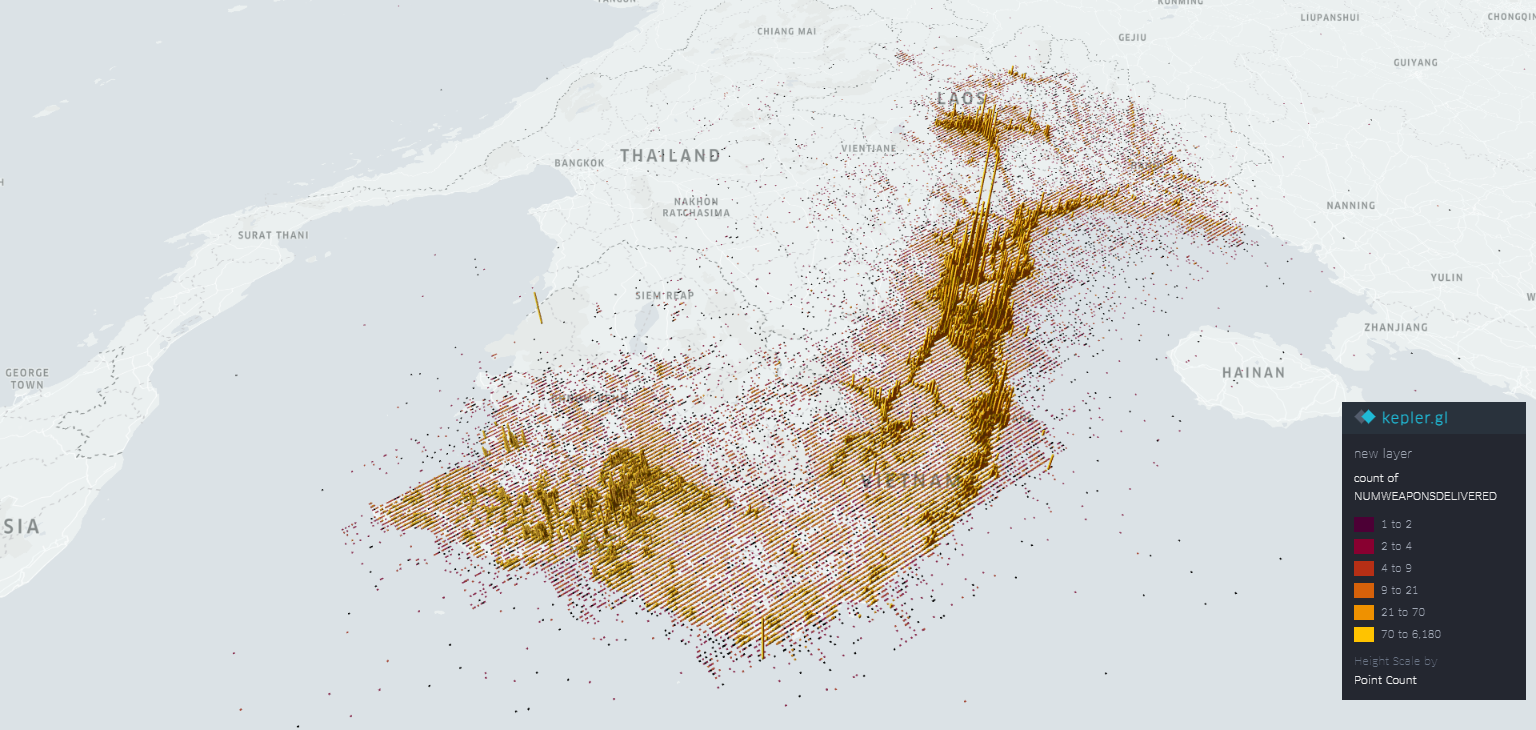 KUNMING
CHIANG MAI
LIUPANSHUI
GEJIU
GUIYANG
LAOS
VIENTIANE
THAILAND
BANGKOK
NAKHON
RATCHASIMA
NANNING
SURAT THANI
YULIN
SIEM REAP
ZHANJIANG
GEORGE
TOWN
HAINAN
VIETNAM
SIA
kepler.gl
new layer
count of
NUMWEAPONSDELIVERED
1 to 2
2 to 4
4 to 9
9 to 21
21 to 70
70 to 6,180
Height Scale by
Point Count